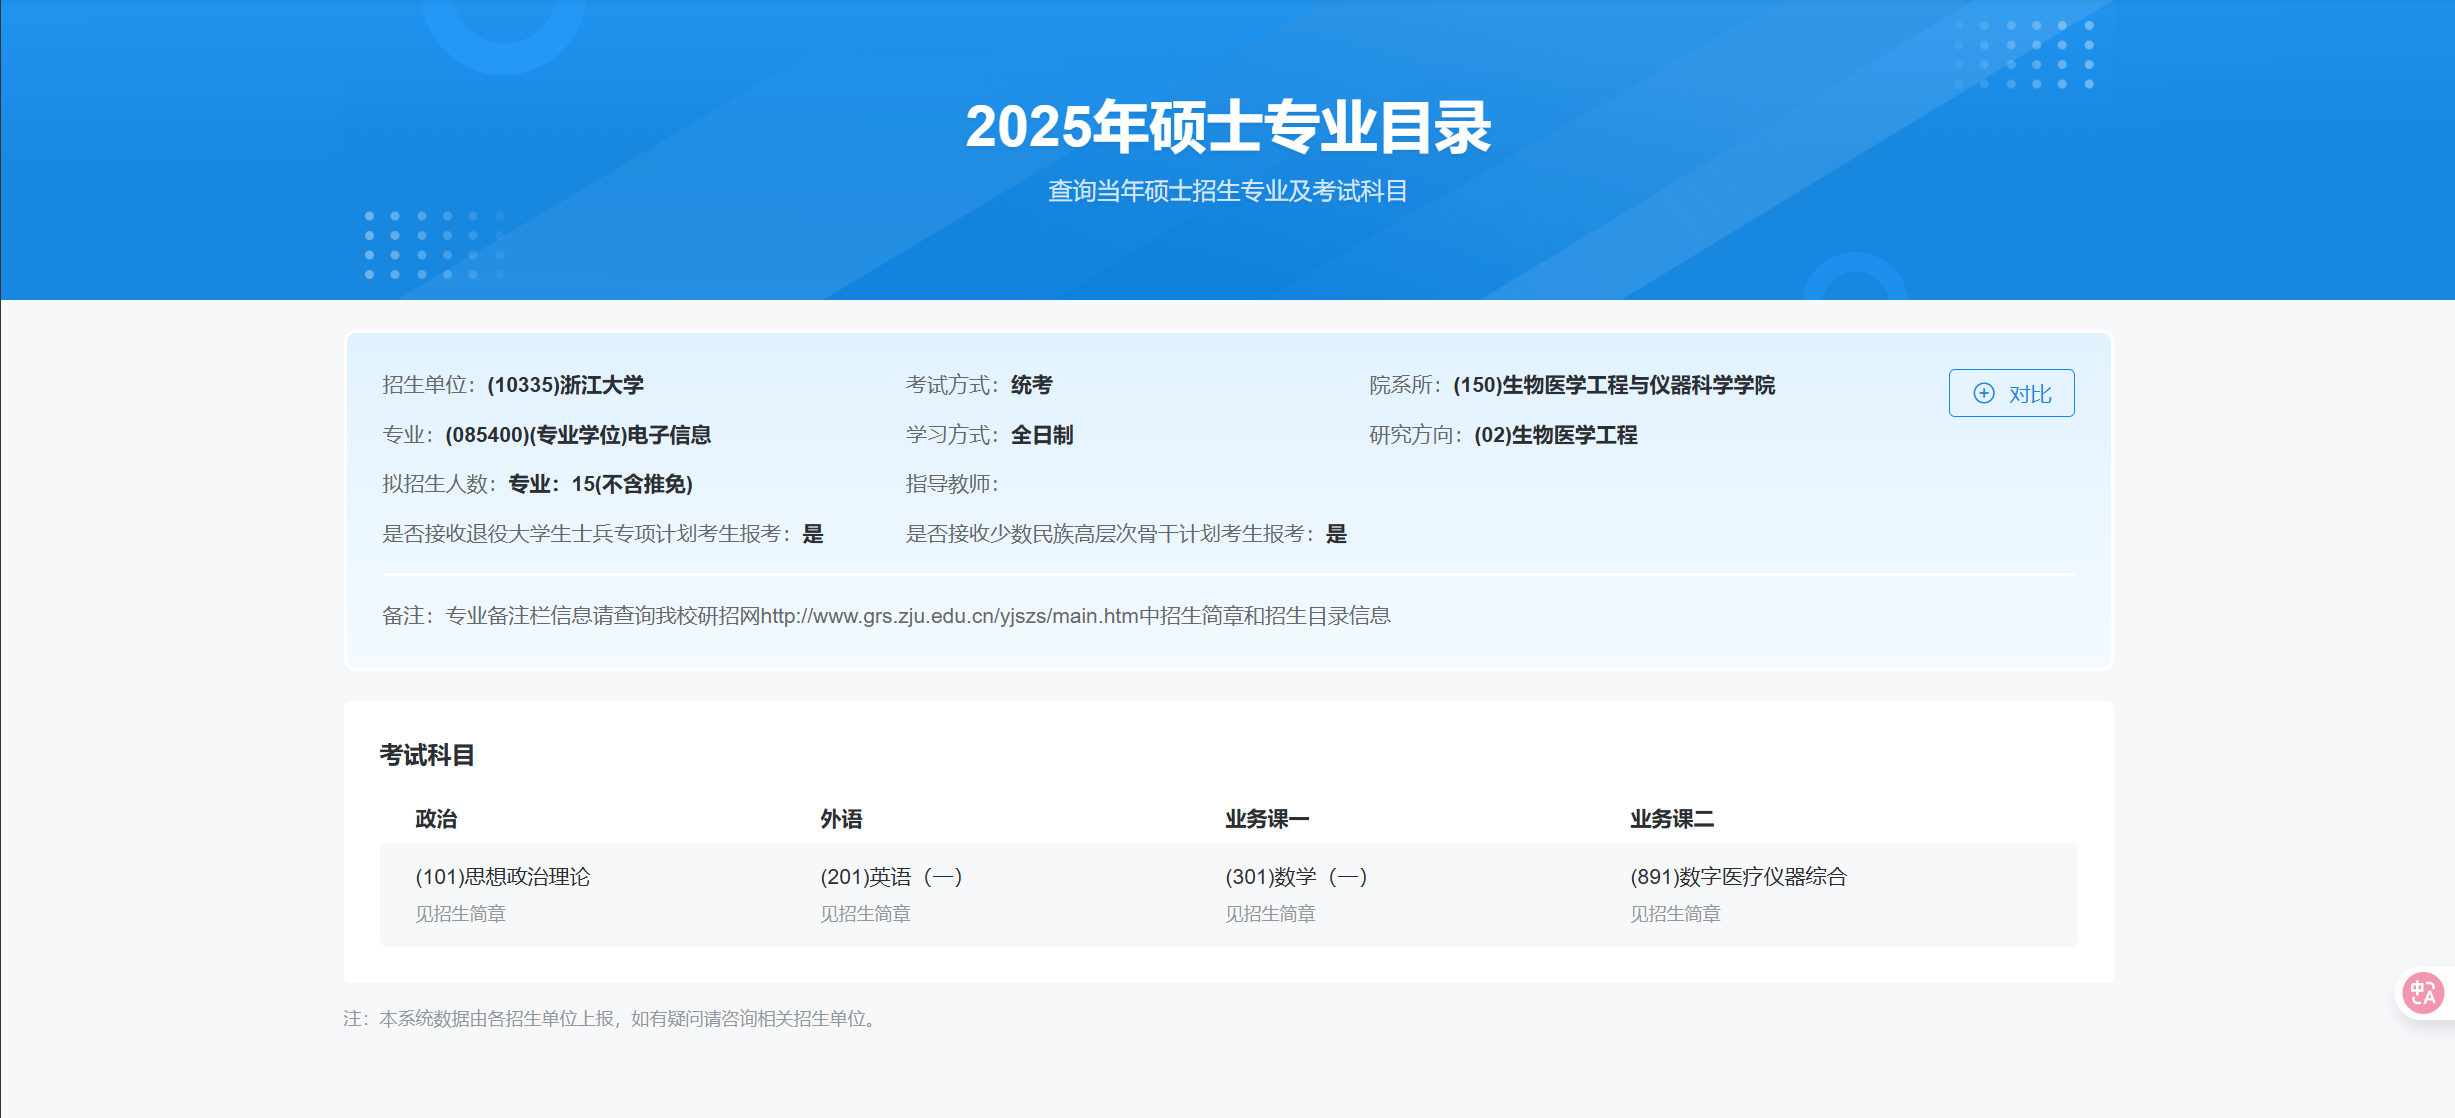 2025年硕士专业目录
查询当年硕士招生专业及考试科目
招生单位：(10335)浙江大学 考试方式：统考 院系所：(150)生物医学工程与仪器科学学院 对比
专业：(085400)(专业学位)电子信息 学习方式：全日制 研究方向：(02)生物医学工程
拟招生人数：专业：15(不含推免) 指导教师：
是否接收退役大学生士兵专项计划考生报考：是 是否接收少数民族高层次骨干计划考生报考：是
备注：专业备注栏信息请查询我校研招网http://www.grs.zju.edu.cn/yjszs/main.htm中招生简章和招生目录信息
考试科目
政治 外语 业务课一 业务课二
(101)思想政治理论 (201)英语（一） (301)数学（一） (891)数字医疗仪器综合
见招生简章 见招生简章 见招生简章 见招生简章
中A
注：本系统数据由各招生单位上报，如有疑问请咨询相关招生单位。